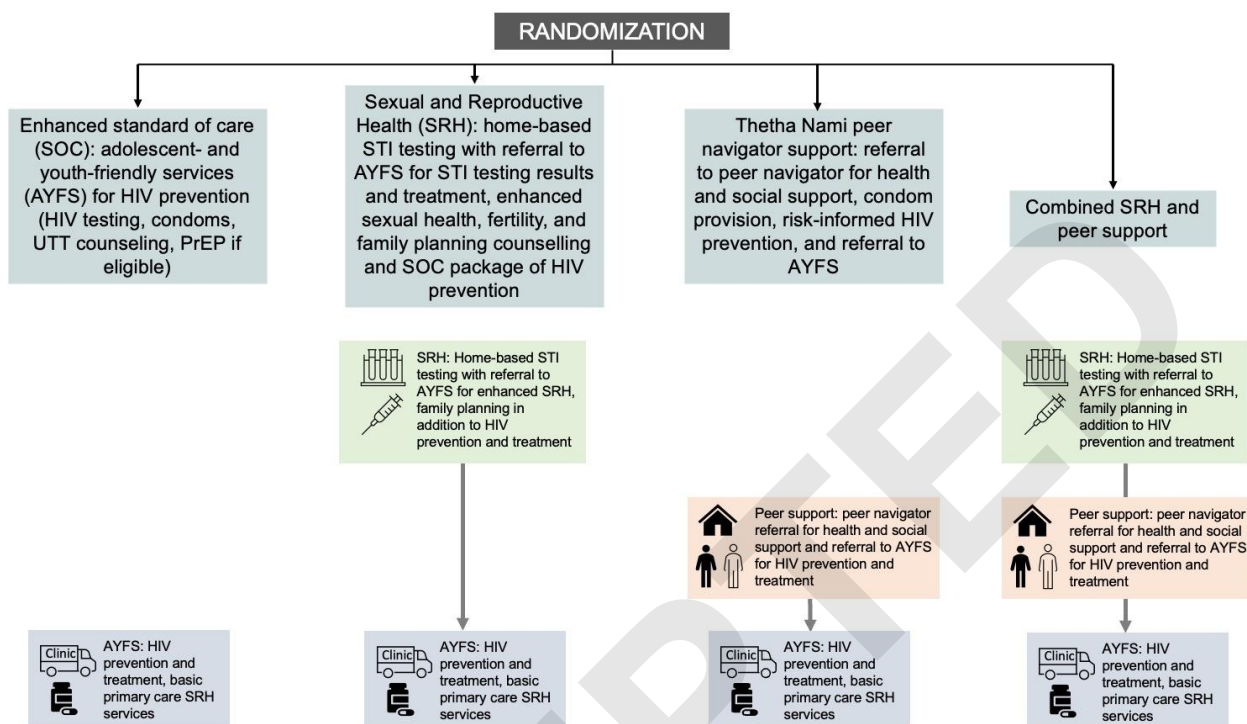 RANDOMIZATION
Enhanced standard of care
(SOC): adolescent- and
youth-friendly services
(AYFS) for HIV prevention
(HIV testing, condoms,
UTT counseling, PrEP if
eligible)
Sexual and Reproductive
Health (SRH): home-based
STI testing with referral to
AYFS for STI testing results
and treatment, enhanced
sexual health, fertility, and
family planning counselling
and SOC package of HIV
prevention
Thetha Nami peer
navigator support: referral
to peer navigator for health
and social support, condom
provision, risk-informed HIV
prevention, and referral to
AYFS
Combined SRH and
peer support
SRH: Home-based STI
testing with referral to
AYFS for enhanced SRH,
family planning in
addition to HIV
prevention and treatment
SRH: Home-based STI
testing with referral to
AYFS for enhanced SRH,
family planning in
addition to HIV
prevention and treatment
Peer support: peer navigator
referral for health and social
support and referral to AYFS
for HIV prevention and
treatment
Peer support: peer navigator
referral for health and social
support and referral to AYFS
for HIV prevention and
treatment
Clinic
AYFS: HIV
prevention and
treatment, basic
primary care SRH
services
Clinic
AYFS: HIV
prevention and
treatment, basic
primary care SRH
services
Clinic
AYFS: HIV
prevention and
treatment, basic
primary care SRH
services
Clinic
AYFS: HIV
prevention and
treatment, basic
primary care SRH
services
PTED